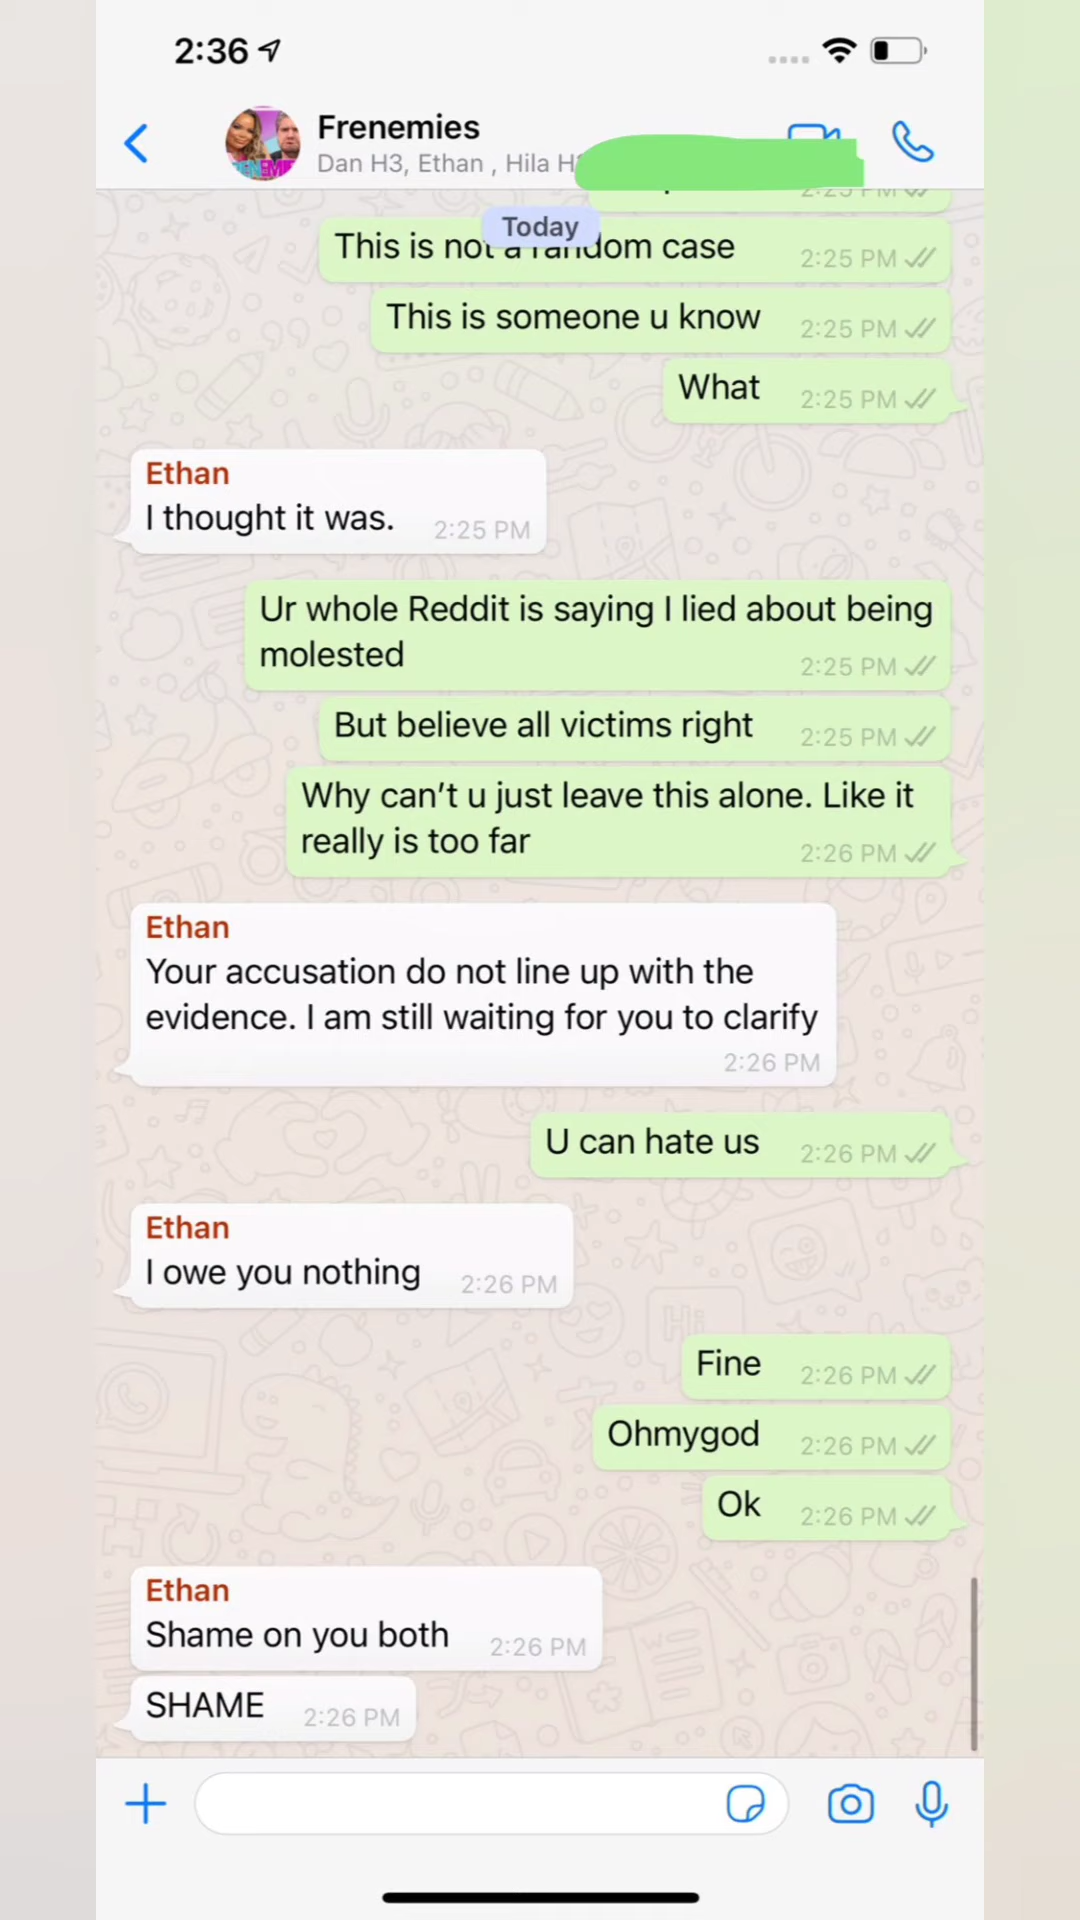 2:36
Frenemies
Dan H3, Ethan , Hila H
2:25 PM
Today
This is not a random case
2:25 PM
This is someone u know
2:25 PM
What
2:25 PM
Ethan
I thought it was.
2:25 PM
Ur whole Reddit is saying I lied about being
molested
2:25 PM
But believe all victims right
2:25 PM
Why can't u just leave this alone. Like it
really is too far
2:26 PM
Ethan
Your accusation do not line up with the
evidence. I am still waiting for you to clarify
2:26 PM
U can hate us
2:26 PM
Ethan
I owe you nothing
2:26 PM
Fine
2:26 PM
Ohmygod
2:26 PM
Ok
2:26 PM
Ethan
Shame on you both
2:26 PM
SHAME
2:26 PM